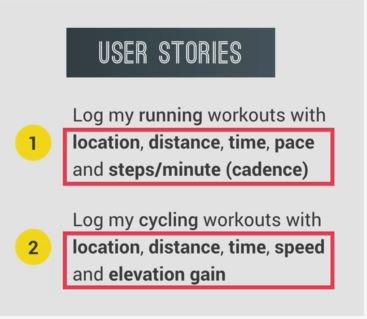 USER STORIES
Log my running workouts with
1
location, distance, time, pace
and steps/minute (cadence)
Log my cycling workouts with
2
location, distance, time, speed
and elevation gain